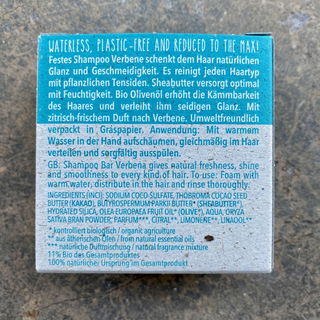 WATERLESS, PLASTIC-FREE AND REDUCED TO THE MAX!
Festes Shampoo Verbene schenkt dem Haar natürlichen
Glanz und Geschmeidigkeit. Es reinigt jeden Haartyp
mit pflanzlichen Tensiden. Sheabutter versorgt optimal
mit Feuchtigkeit. Bio Olivenöl erhöht die Kämmbarkeit
des Haares und verleiht ihm seidigen Glanz. Mit
zitrisch-frischem Duft nach Verbene. Umweltfreundlich
verpackt in Graspapier. Anwendung: Mit warmem
Wasser in der Hand aufschäumen, gleichmäßig im Haar
verteilen und sorgfältig ausspülen.
GB: Shampoo Bar Verbena gives natural freshness, shine
and smoothness to every kind of hair. To use: Foam with
warm water, distribute in the hair and rinse thoroughly.
INGREDIENTS (INCI): SODIUM COCO-SULFATE, THEOBROMA CACAO SEED
BUTTER (KAKAO), BUTYROSPERMUM PARKII BUTTER* (SHEABUTTER*),
HYDRATED SILICA, OLEA EUROPAEA FRUIT OIL* (OLIVE*), AQUA, ORYZA
SATIVA BRAN POWDER, PARFUM***, CITRAL**, LIMONENE**, LINALOOL**
* kontrolliert biologisch / organic agriculture
** aus ätherischen Ölen / from natural essential oils
*** natürliche Duftmischung / natural fragrance mixture
11% Bio des Gesamtproduktes
100% natürlicher Ursprung im Gesamtprodukt